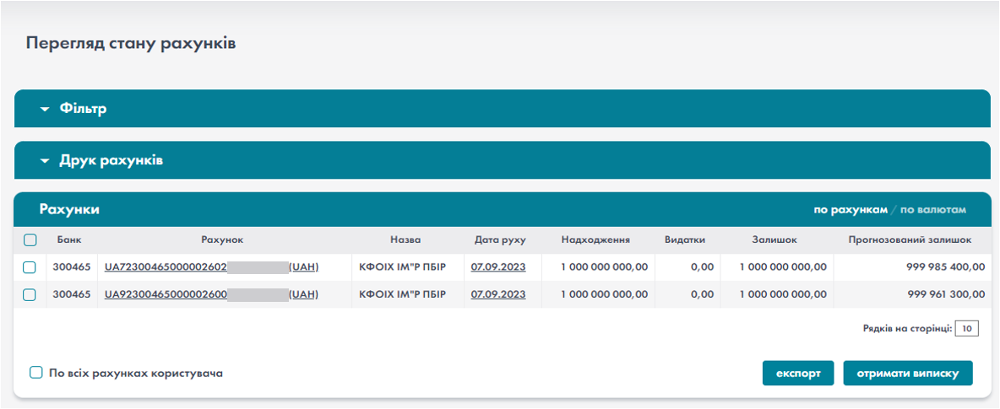 Перегляд стану рахунків
Фільтр
Друк рахунків
Рахунки по рахункам / по валютам
Банк Рахунок Назва Дата руху Надходження Видатки Залишок Прогнозований залишок
300465 UA723004650000002602 (UAH) КФОІХ ІМ"Р ПБІР 07.09.2023 1 000 000 000,00 0,00 1 000 000 000,00 999 985 400,00
300465 UA923004650000002600 (UAH) КФОІХ ІМ"Р ПБІР 07.09.2023 1 000 000 000,00 0,00 1 000 000 000,00 999 961 300,00
Рядків на сторінці: 10
По всіх рахунках користувача експорт отримати виписку